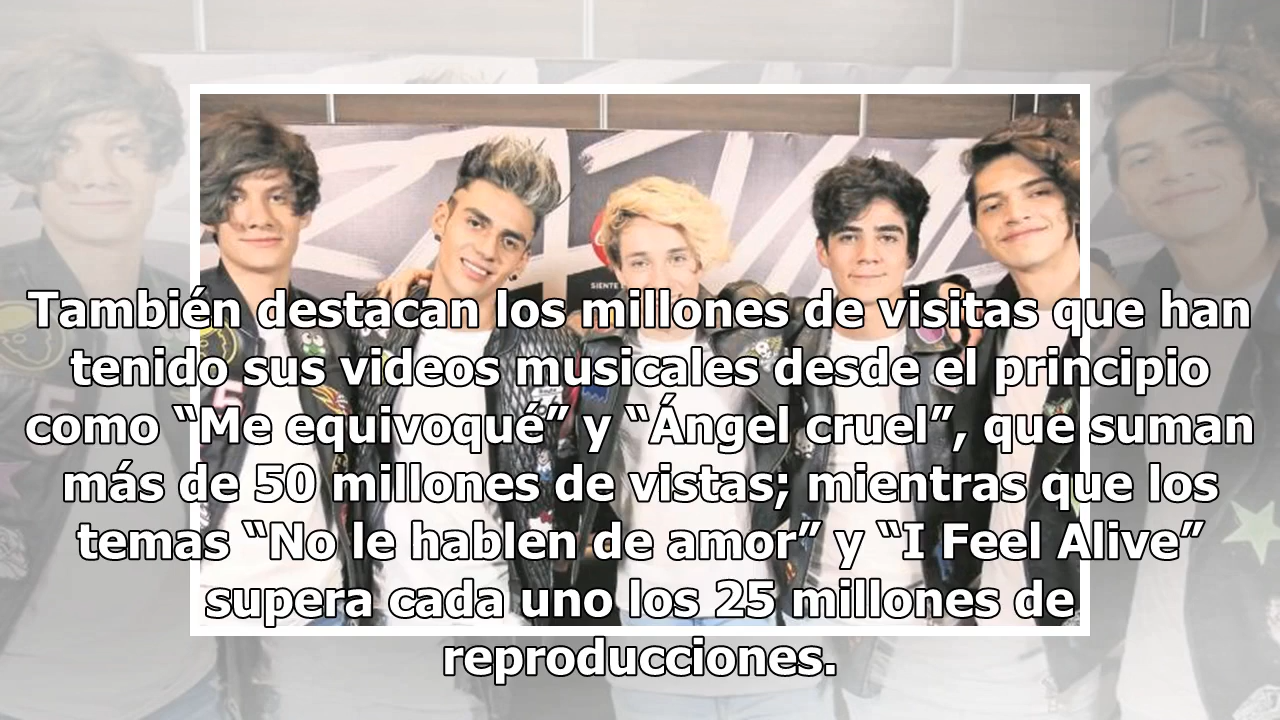 SIENTE
También destacan los millones de visitas que han
tenido sus videos musicales desde el principio
como “Me equivoqué” y “Ángel cruel”, que suman
más de 50 millones de vistas; mientras que los
temas “No le hablen de amor” y “I Feel Alive”
supera cada uno los 25 millones de
reproducciones.